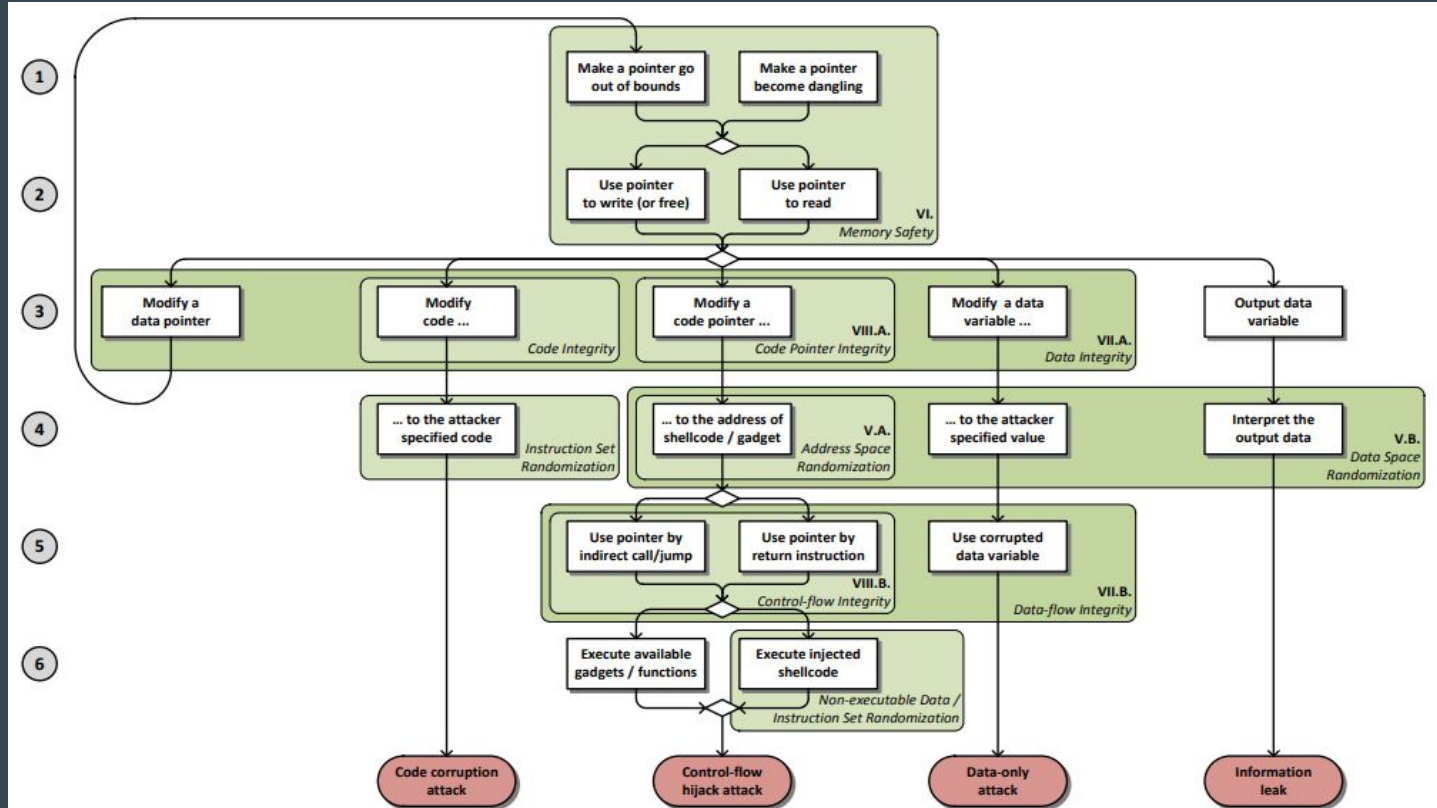 1
Make a pointer go
out of bounds
Make a pointer
become dangling
2
Use pointer
to write (or free)
Use pointer
to read
VI.
Memory Safety
3
Modify a
data pointer
Modify
code ...
Code Integrity
Modify a
code pointer ...
VIII.A.
Code Pointer Integrity
Modify a data
variable ...
VII.A.
Data Integrity
Output data
variable
4
... to the attacker
specified code
Instruction Set
Randomization
... to the address of
shellcode / gadget
V.A.
Address Space
Randomization
... to the attacker
specified value
Interpret the
output data
V.B.
Data Space
Randomization
5
Use pointer by
indirect call/jump
Use pointer by
return instruction
VIII.B.
Control-flow Integrity
Use corrupted
data variable
VII.B.
Data-flow Integrity
6
Execute available
gadgets / functions
Execute injected
shellcode
Non-executable Data /
Instruction Set Randomization
Code corruption
attack
Control-flow
hijack attack
Data-only
attack
Information
leak